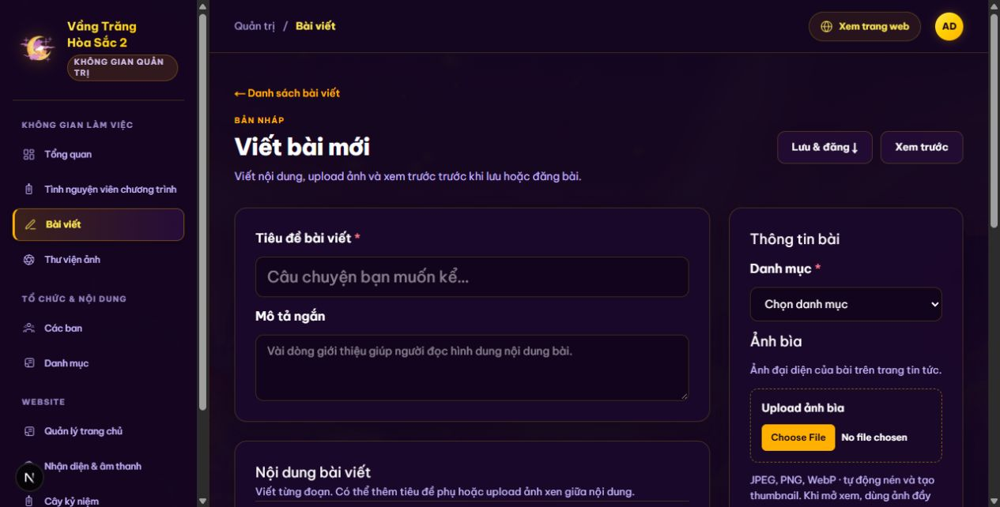 Vầng Trăng
Hòa Sắc 2
KHÔNG GIAN QUẢN
TRỊ
KHÔNG GIAN LÀM VIỆC
Tổng quan
Tình nguyện viên chương trình
Bài viết
Thư viện ảnh
TỔ CHỨC & NỘI DUNG
Các ban
Danh mục
WEBSITE
Quản lý trang chủ
Nhận diện & âm thanh
N
Cây kỷ niệm
Quản trị / Bài viết
Xem trang web
AD
← Danh sách bài viết
BẢN NHÁP
Viết bài mới
Viết nội dung, upload ảnh và xem trước trước khi lưu hoặc đăng bài.
Lưu & đăng ↓
Xem trước
Tiêu đề bài viết *
Câu chuyện bạn muốn kể...
Mô tả ngắn
Vài dòng giới thiệu giúp người đọc hình dung nội dung bài.
Nội dung bài viết
Viết từng đoạn. Có thể thêm tiêu đề phụ hoặc upload ảnh xen giữa nội dung.
Thông tin bài
Danh mục *
Chọn danh mục
Ảnh bìa
Ảnh đại diện của bài trên trang tin tức.
Upload ảnh bìa
Choose File No file chosen
JPEG, PNG, WebP · tự động nén và tạo
thumbnail. Khi mở xem, dùng ảnh đầy